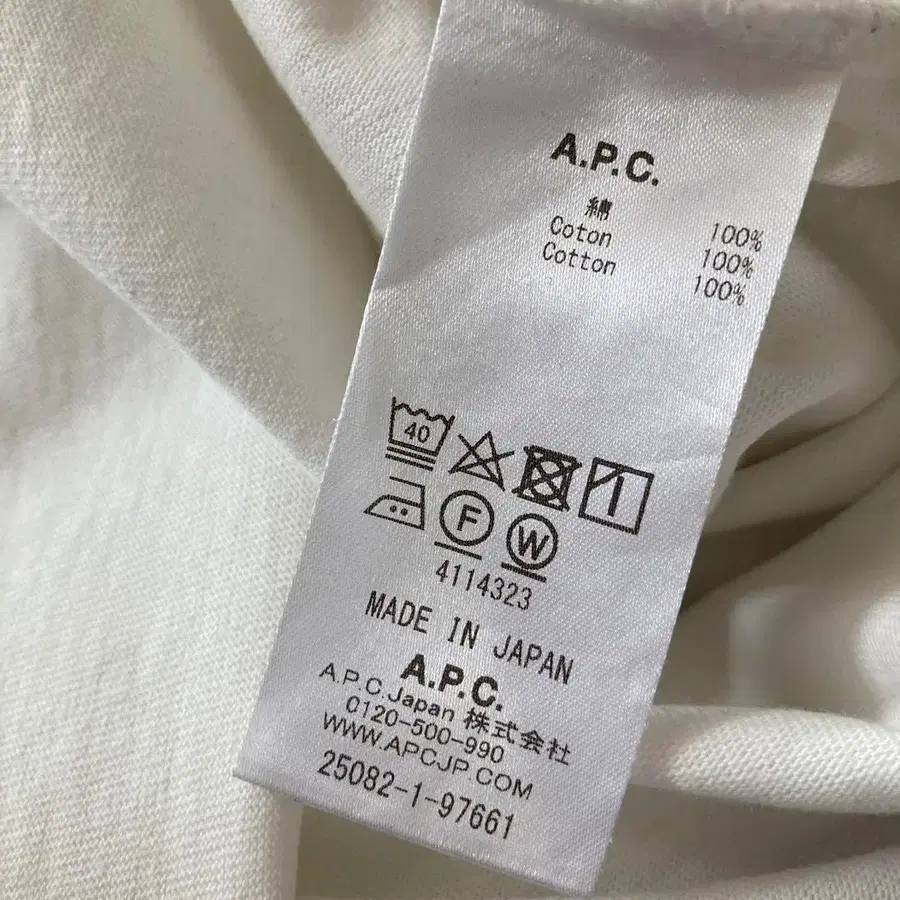 A.P.C.
綿 100%
Coton 100%
Cotton 100%
40
F W
4114323
MADE IN JAPAN
A.P.C.
A.P.C.Japan 株式会社
0120-500-990
WWW.APCJP.COM
25082-1-97661